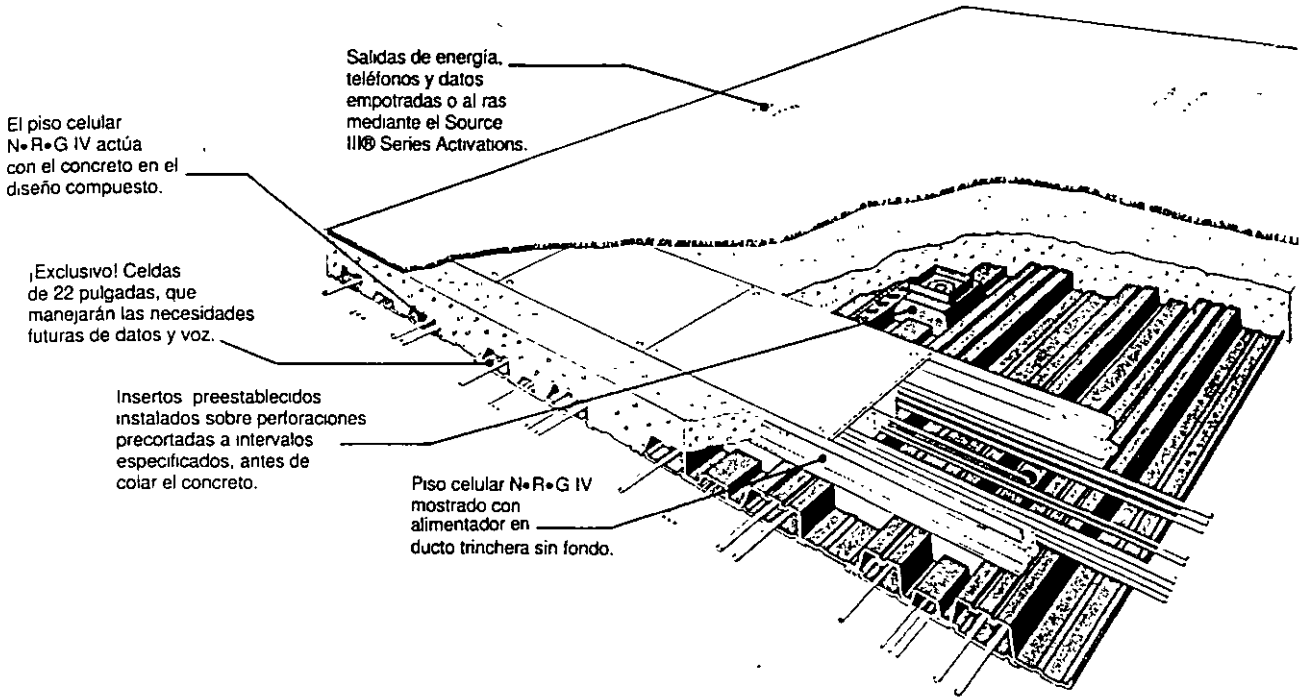 Salidas de energía,
teléfonos y datos
empotradas o al ras
mediante el Source
III® Series Activations.
El piso celular
N•R•G IV actúa
con el concreto en el
diseño compuesto.
¡Exclusivo! Celdas
de 22 pulgadas, que
manejarán las necesidades
futuras de datos y voz.
Insertos preestablecidos
instalados sobre perforaciones
precortadas a intervalos
especificados, antes de
colar el concreto.
Piso celular N•R•G IV
mostrado con
alimentador en
ducto trinchera sin fondo.